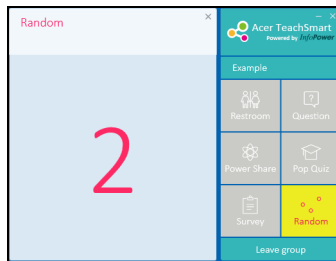 Random
2
Acer TeachSmart
Powered by InfoPower
Example
Restroom
Question
Power Share
Pop Quiz
Survey
Random
Leave group